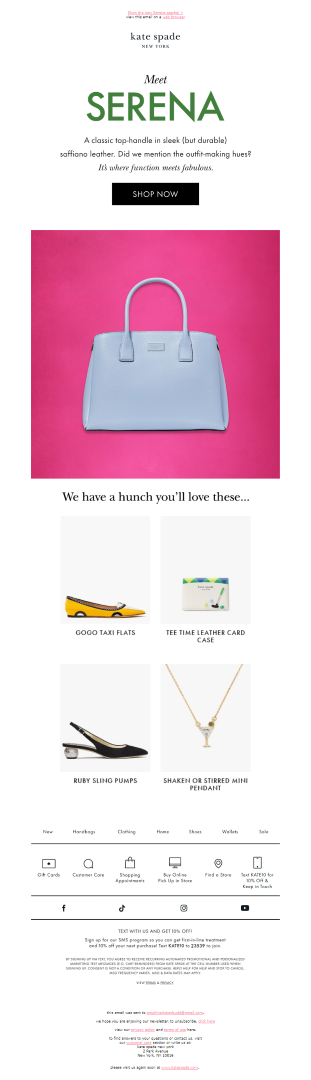 Shop the new Serena satchel >
view this email on a web browser
kate spade
NEW YORK
Meet
SERENA
A classic top-handle in sleek (but durable)
saffiano leather. Did we mention the outfit-making hues?
It's where function meets fabulous.
SHOP NOW
We have a hunch you'll love these...
GOGO TAXI FLATS
TEE TIME LEATHER CARD
CASE
RUBY SLING PUMPS
SHAKEN OR STIRRED MINI
PENDANT
New Handbags Clothing Home Shoes Wallets Sale
Gift Cards
Customer Care
Shopping
Appointments
Buy Online
Pick Up in Store
Find a Store
Text KATE10 for
10% Off &
Keep in Touch
TEXT WITH US AND GET 10% OFF!
Sign up for our SMS program so you can get first-in-line treatment
and 10% off your next purchase! Text KATE10 to 23539 to join.
VIEW TERMS & PRIVACY
this email was sent to
we hope you are enjoying our newsletter. to unsubscribe, click here
view our privacy policy and terms of use here.
to find answers to your questions or contact us, visit
our customer care section or write us at:
kate spade new york
2 Park Avenue
New York, NY 10016
please visit us again soon at www.katespade.com.